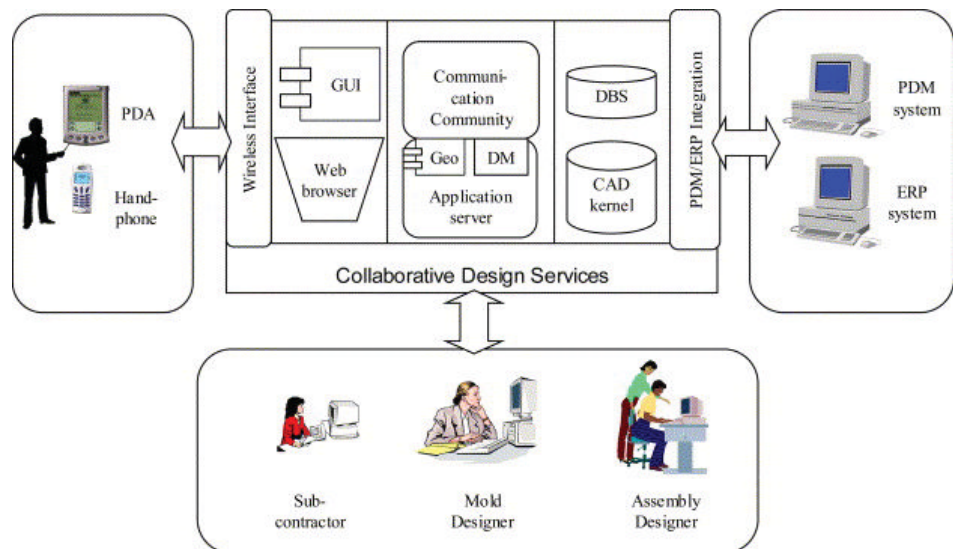 PDA
Hand-
phone
Wireless Interface
GUI
Web
browser
Communi-
cation
Community
Geo
DM
Application
server
DBS
CAD
kernel
PDM/ERP Integration
Collaborative Design Services
PDM
system
ERP
system
Sub-
contractor
Mold
Designer
Assembly
Designer